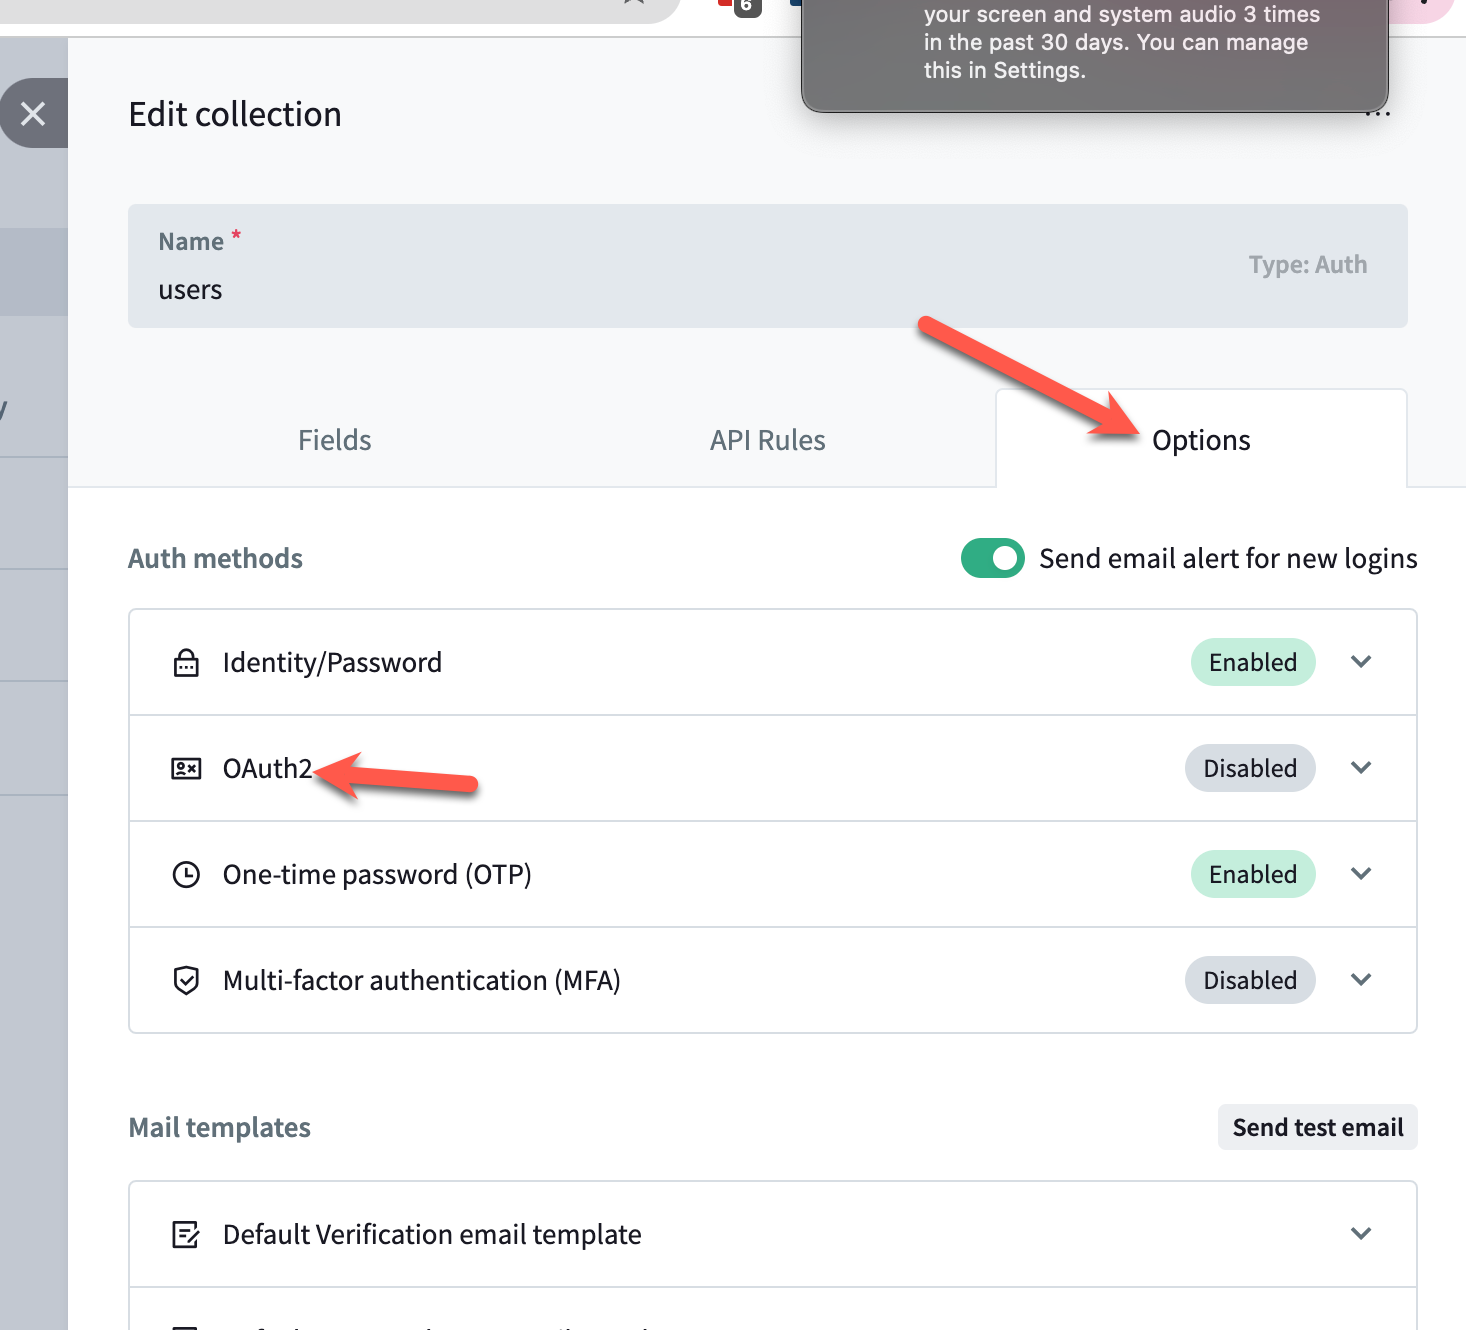 6
your screen and system audio 3 times
in the past 30 days. You can manage
this in Settings.
Edit collection
...
Name *
users
Type: Auth
Fields
API Rules
Options
Auth methods
Send email alert for new logins
Identity/Password
Enabled
OAuth2
Disabled
One-time password (OTP)
Enabled
Multi-factor authentication (MFA)
Disabled
Mail templates
Send test email
Default Verification email template